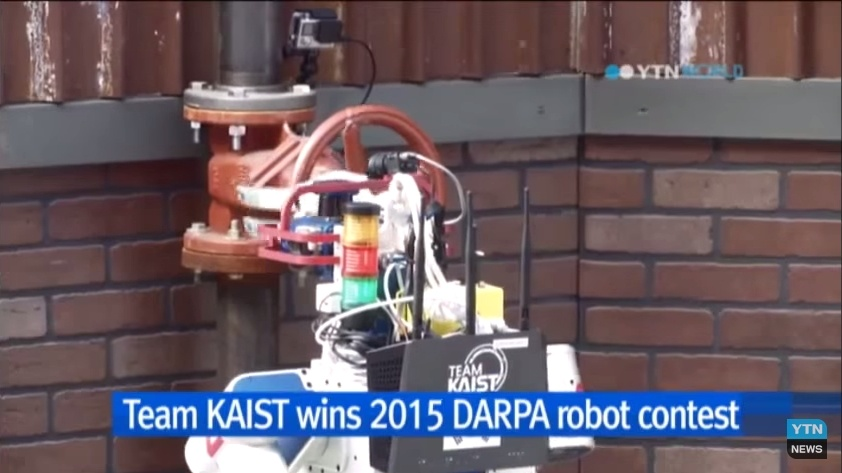 YTN WORLD
TEAM
KAIST
Team KAIST wins 2015 DARPA robot contest
YTN
NEWS